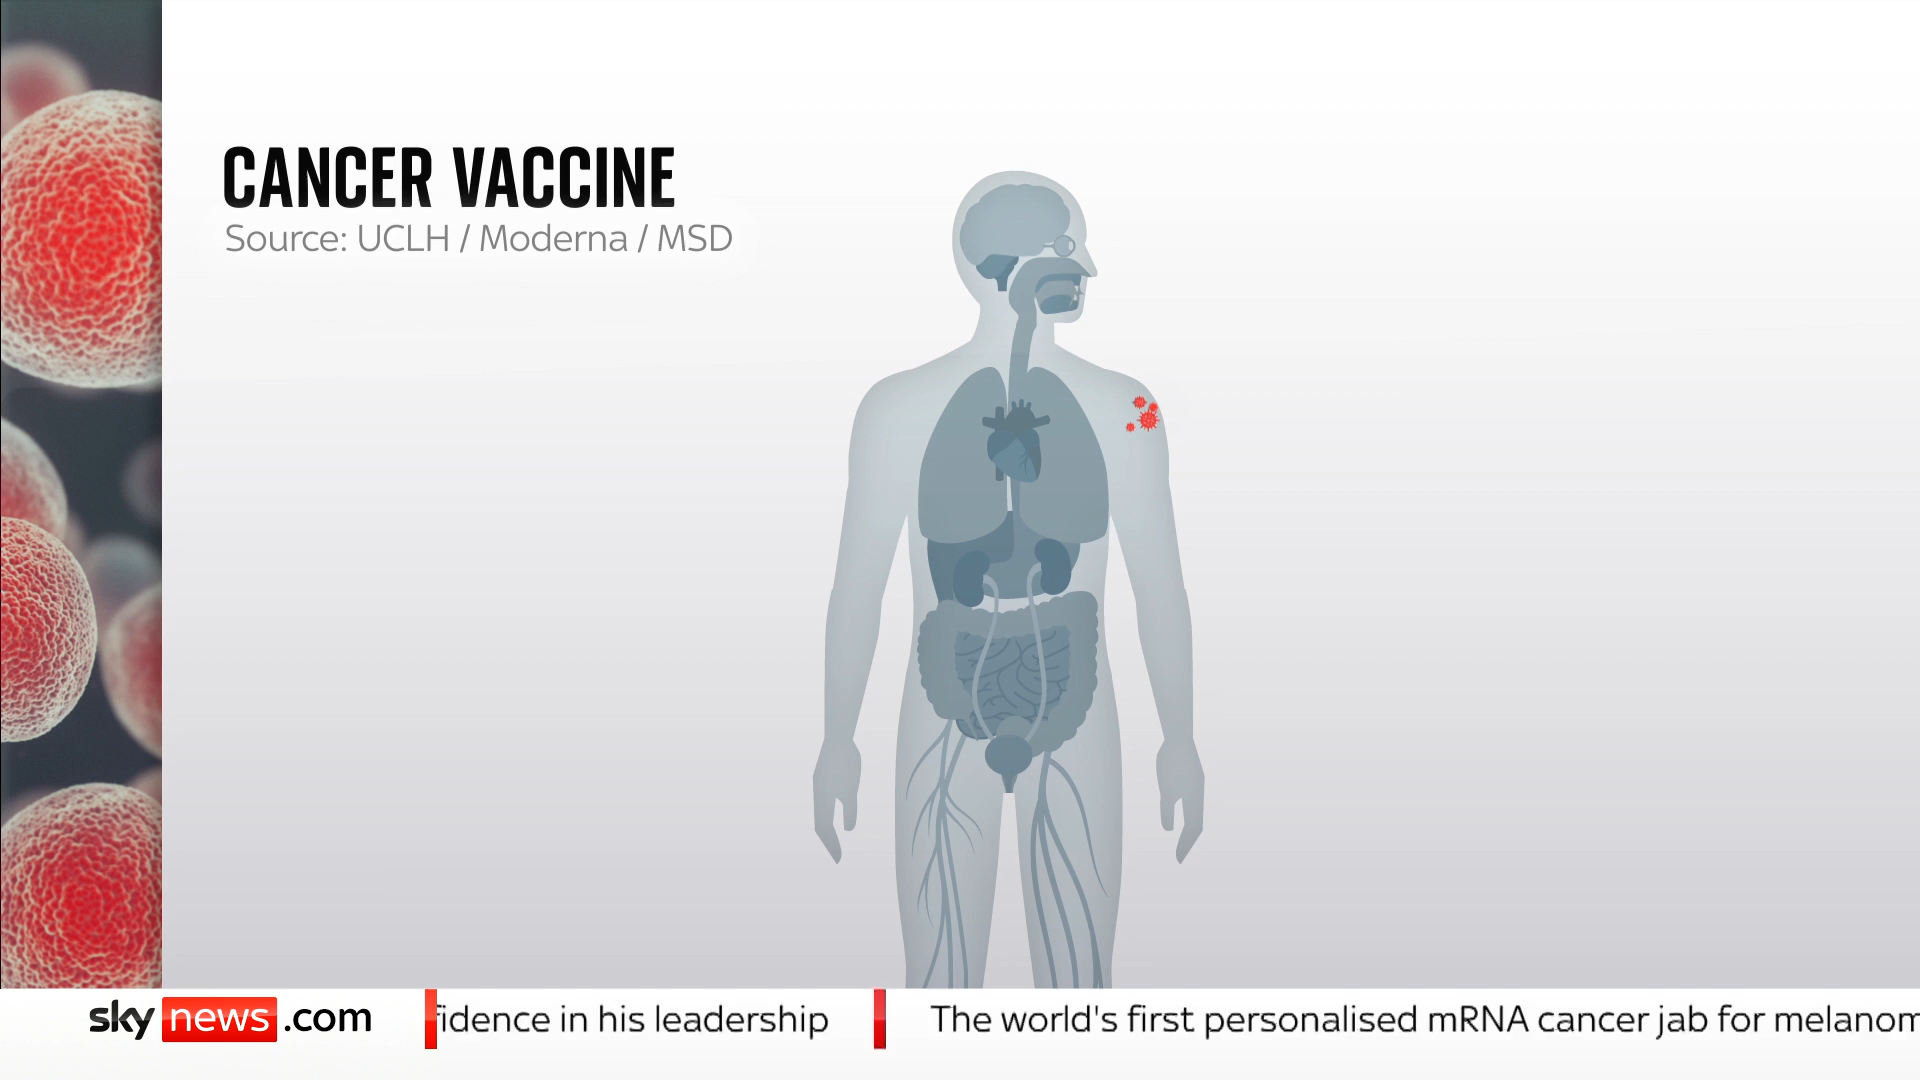 CANCER VACCINE
Source: UCLH / Moderna / MSD
sky news .com
fidence in his leadership
The world's first personalised mRNA cancer jab for melanom